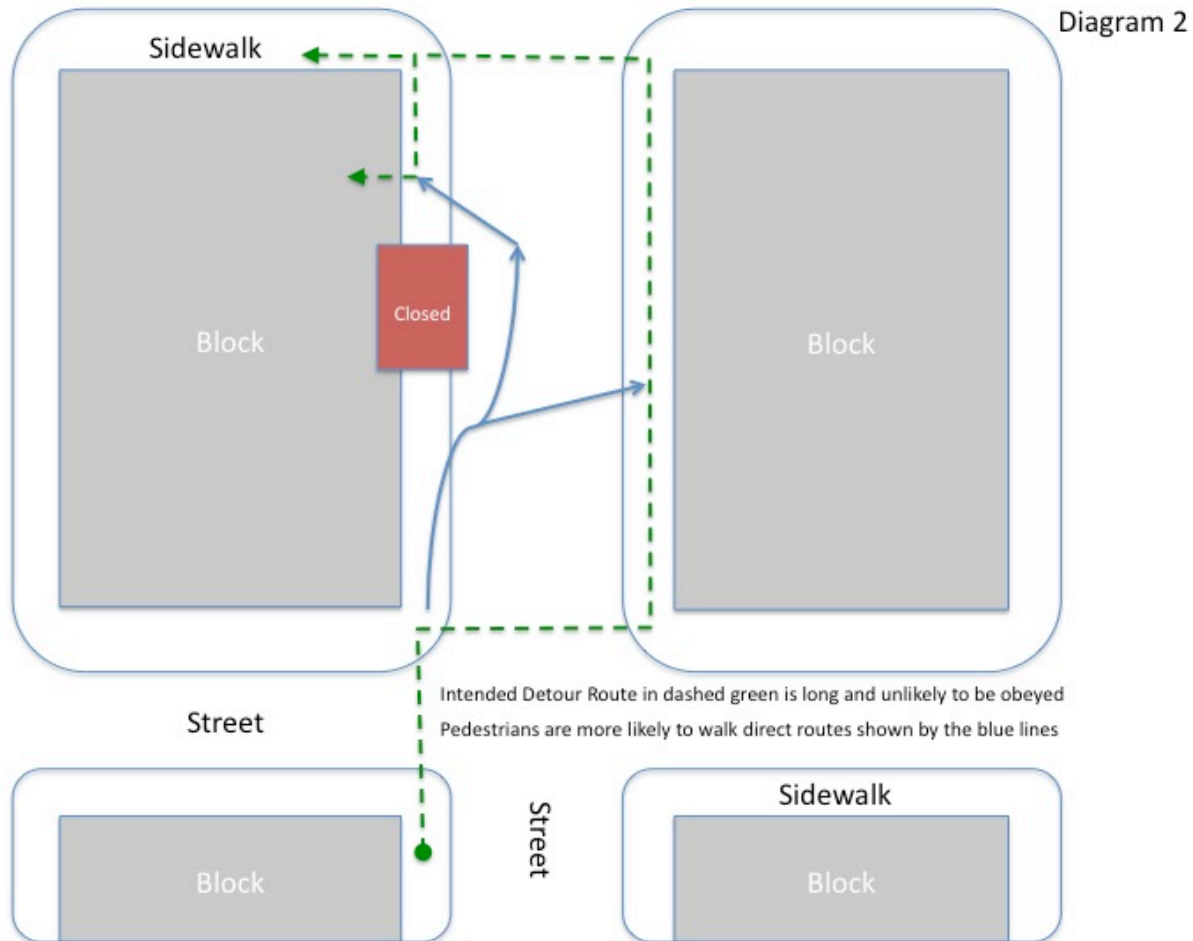 Diagram 2
Sidewalk
Closed
Block
Block
Intended Detour Route in dashed green is long and unlikely to be obeyed
Street
Pedestrians are more likely to walk direct routes shown by the blue lines
Sidewalk
Street
Block
Block